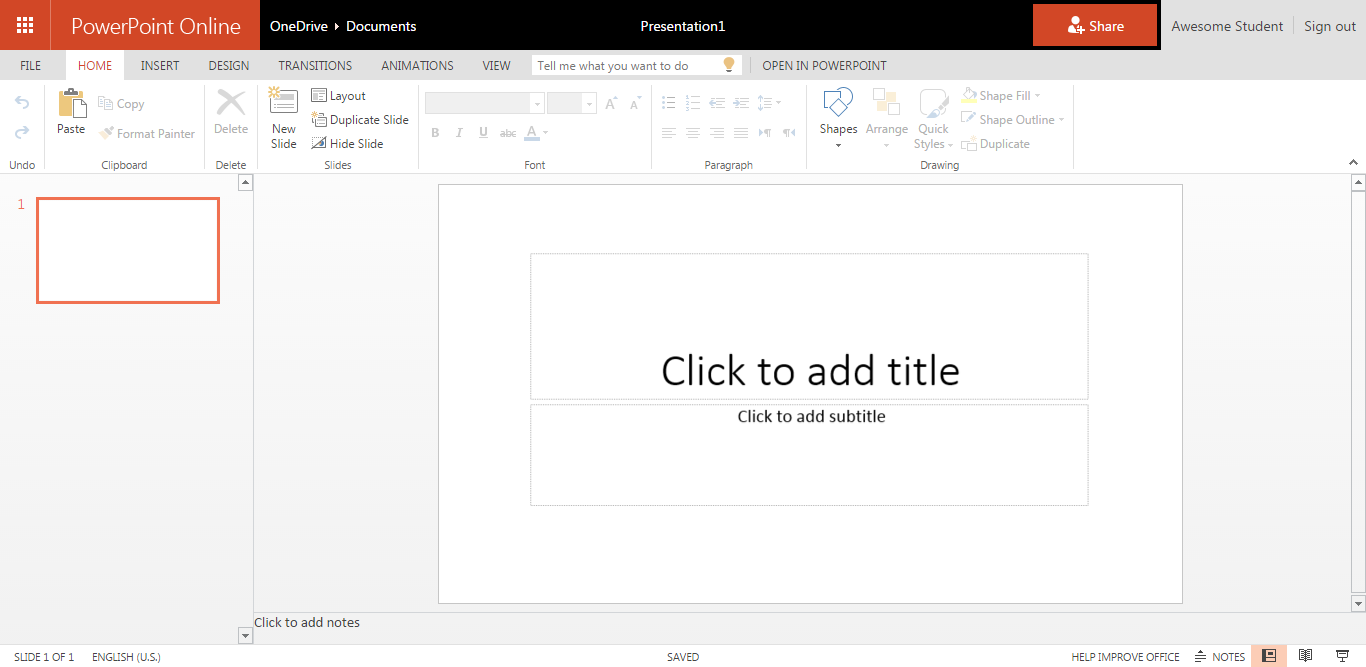 PowerPoint Online OneDrive Documents Presentation1 Share Awesome Student Sign out
FILE HOME INSERT DESIGN TRANSITIONS ANIMATIONS VIEW Tell me what you want to do OPEN IN POWERPOINT
Paste
Copy
Format Painter
Delete
New
Slide
Layout
Duplicate Slide
Hide Slide
A A
B I U abc A
Shapes
Arrange
Quick
Styles
Shape Fill
Shape Outline
Duplicate
Undo Clipboard Delete Slides Font Paragraph Drawing
1
Click to add title
Click to add subtitle
Click to add notes
SLIDE 1 OF 1 ENGLISH (U.S.) SAVED HELP IMPROVE OFFICE NOTES